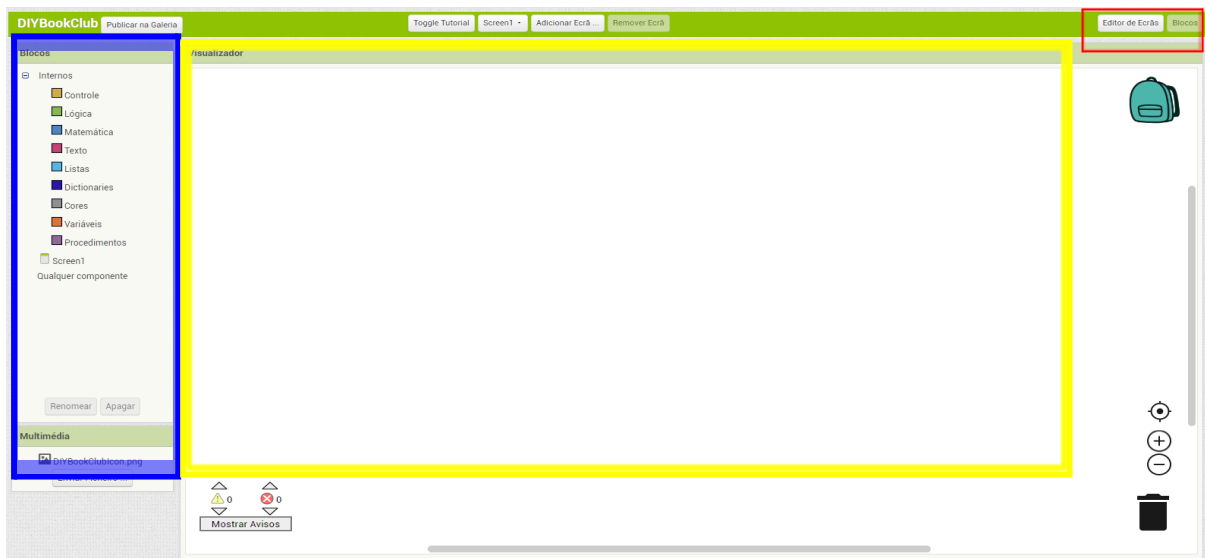 DIYBookClub Publicar na Galeria Toggle Tutorial Screen1 Adicionar Ecrã ... Remover Ecrã Editor de Ecrãs Blocos
Blocos
Visualizador
Internos
Controle
Lógica
Matemática
Texto
Listas
Dictionaries
Cores
Variáveis
Procedimentos
Screen1
Qualquer componente
Renomear Apagar
Multimédia
DIYBookClubIcon.png
0 0
Mostrar Avisos